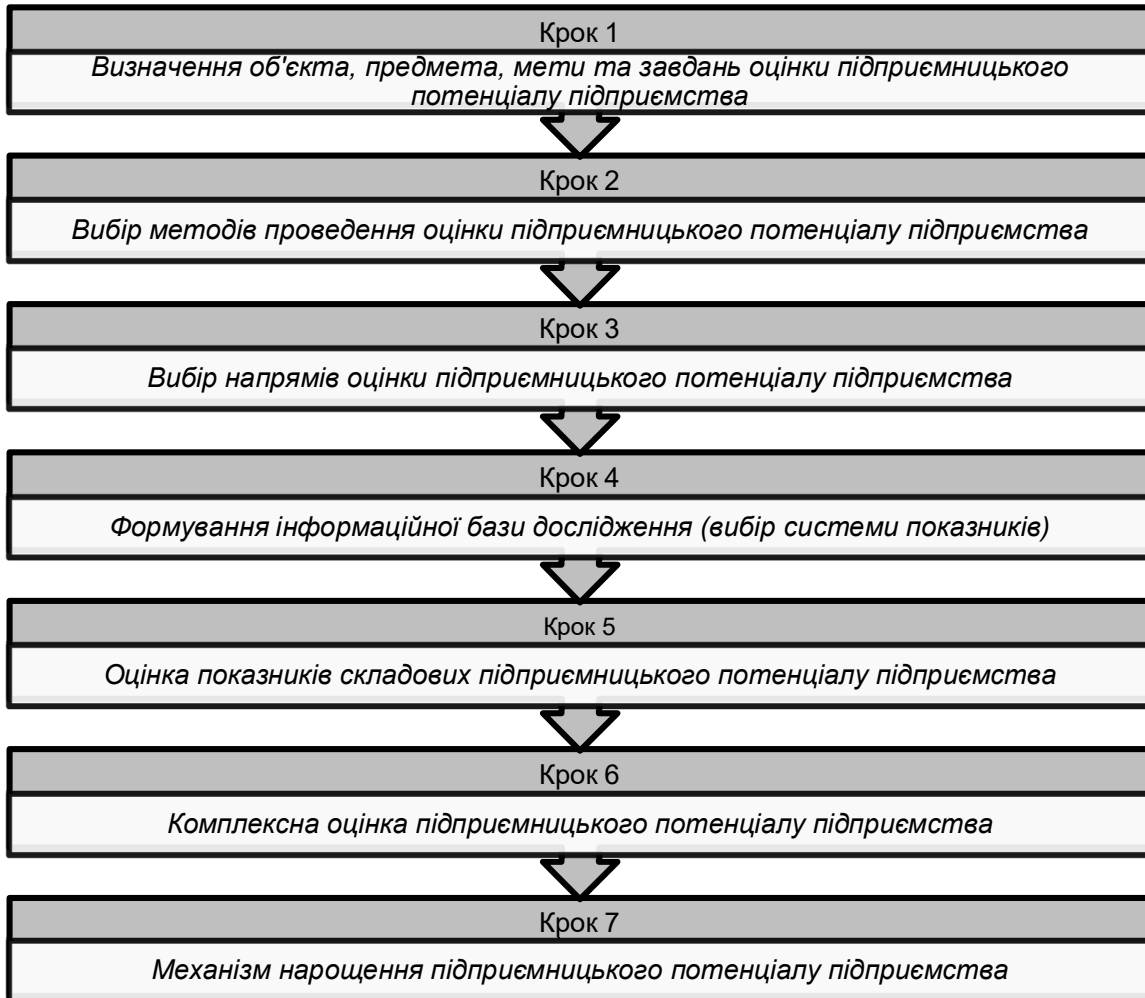 Крок 1
Визначення об'єкта, предмета, мети та завдань оцінки підприємницького
потенціалу підприємства
Крок 2
Вибір методів проведення оцінки підприємницького потенціалу підприємства
Крок 3
Вибір напрямів оцінки підприємницького потенціалу підприємства
Крок 4
Формування інформаційної бази дослідження (вибір системи показників)
Крок 5
Оцінка показників складових підприємницького потенціалу підприємства
Крок 6
Комплексна оцінка підприємницького потенціалу підприємства
Крок 7
Механізм нарощення підприємницького потенціалу підприємства